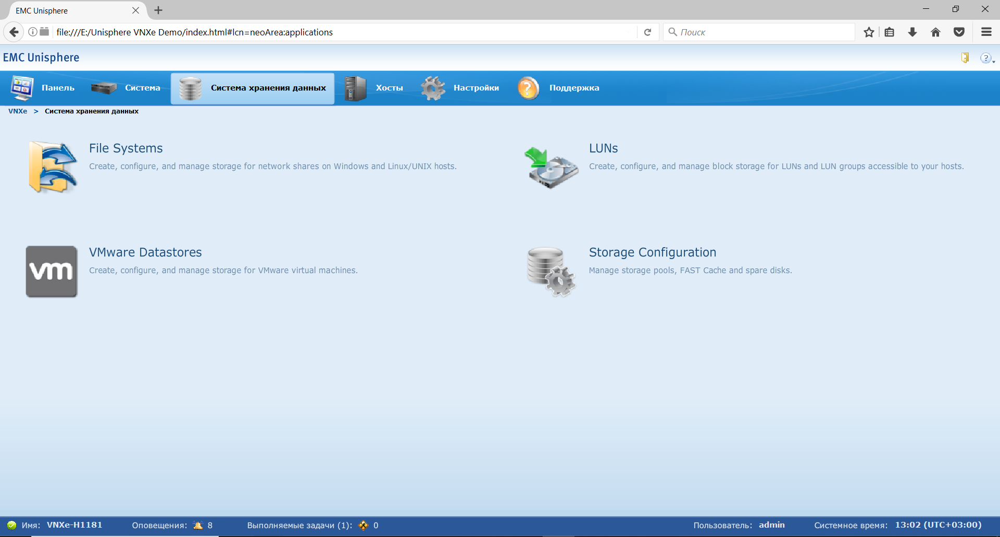 EMC Unisphere
file:///E:/Unisphere VNXe Demo/index.html#lcn=neoArea:applications
Поиск
EMC Unisphere
Панель
Система
Система хранения данных
Хосты
Настройки
Поддержка
VNXe > Система хранения данных
File Systems
Create, configure, and manage storage for network shares on Windows and Linux/UNIX hosts.
LUNs
Create, configure, and manage block storage for LUNs and LUN groups accessible to your hosts.
vm
VMware Datastores
Create, configure, and manage storage for VMware virtual machines.
Storage Configuration
Manage storage pools, FAST Cache and spare disks.
Имя: VNXe-H1181 Оповещения: 8 Выполняемые задачи (1): 0 Пользователь: admin Системное время: 13:02 (UTC+03:00)